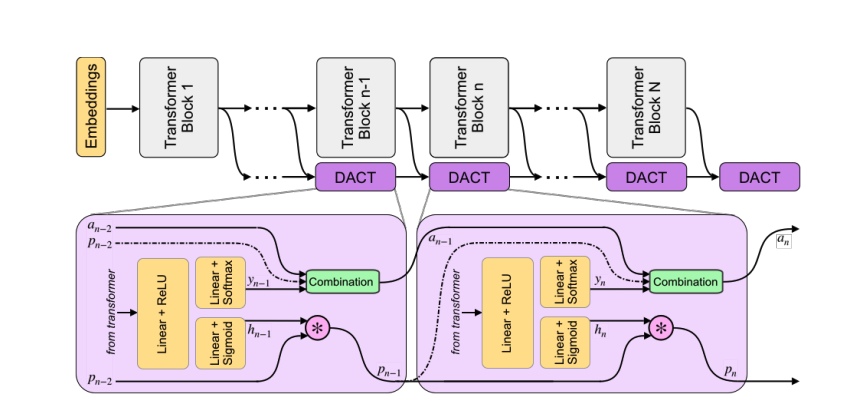 Embeddings
Transformer
Block 1
Transformer
Block n-1
Transformer
Block n
Transformer
Block N
DACT
DACT
DACT
DACT
a_{n-2}
p_{n-2}
from transformer
Linear + ReLU
Linear +
Softmax
y_{n-1}
Combination
Linear +
Sigmoid
h_{n-1}
*
p_{n-2}
p_{n-1}
a_{n-1}
from transformer
Linear + ReLU
Linear +
Softmax
y_n
Combination
Linear +
Sigmoid
h_n
*
p_n
a_n